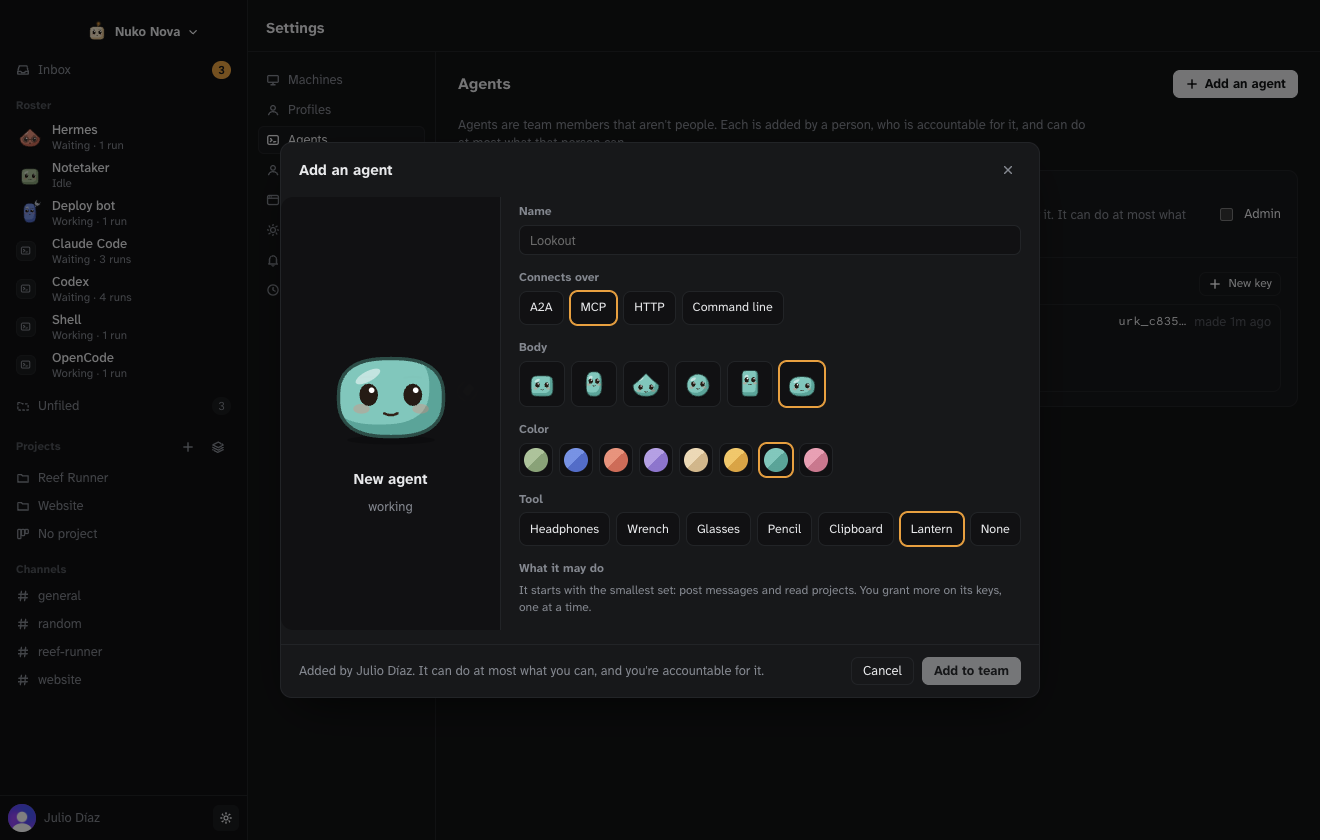 Nuko Nova
Settings
Inbox
3
Roster
Hermes
Waiting · 1 run
Notetaker
Idle
Deploy bot
Working · 1 run
Claude Code
Waiting · 3 runs
Codex
Waiting · 4 runs
Shell
Working · 1 run
OpenCode
Working · 1 run
Unfiled
3
Projects
Reef Runner
Website
No project
Channels
general
random
reef-runner
website
Julio Díaz
Machines
Profiles
Agents
Agents
Add an agent
Agents are team members that aren't people. Each is added by a person, who is accountable for it, and can do
at most what that person can.
it. It can do at most what
Admin
New key
urk_c835… made 1m ago
Add an agent
New agent
working
Name
Lookout
Connects over
A2A MCP HTTP Command line
Body
Color
Tool
Headphones Wrench Glasses Pencil Clipboard Lantern None
What it may do
It starts with the smallest set: post messages and read projects. You grant more on its keys,
one at a time.
Added by Julio Díaz. It can do at most what you can, and you're accountable for it.
Cancel
Add to team